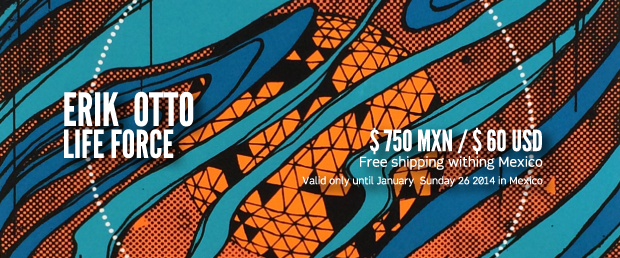 ERIK OTTO
LIFE FORCE
$ 750 MXN / $ 60 USD
Free shipping withing Mexico
Valid only until January Sunday 26 2014 in Mexico